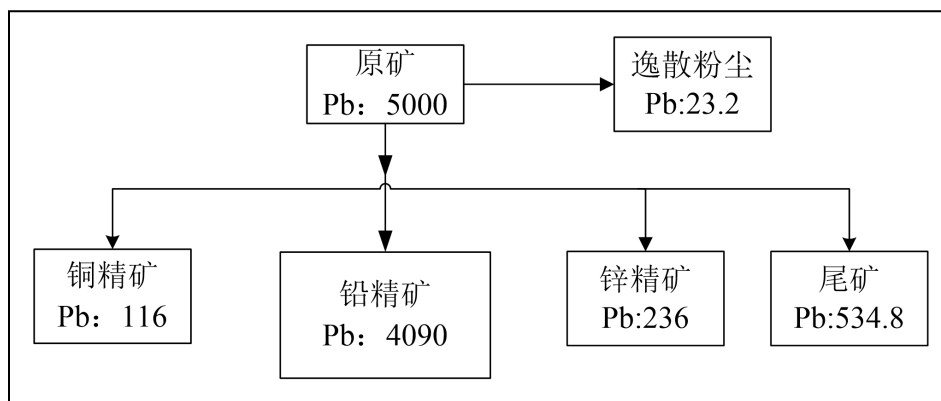 原矿
Pb：5000
逸散粉尘
Pb:23.2
铜精矿
Pb：116
铅精矿
Pb：4090
锌精矿
Pb:236
尾矿
Pb:534.8